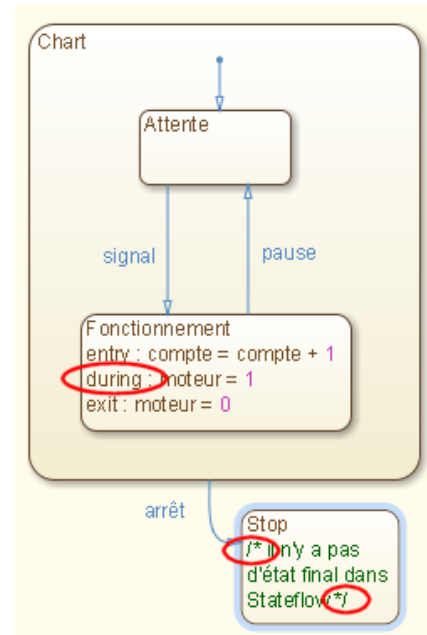 Chart
Attente
signal
pause
Fonctionnement
entry : compte = compte + 1
during : moteur = 1
exit : moteur = 0
arrêt
Stop
/* il n'y a pas
d'état final dans
Stateflow */